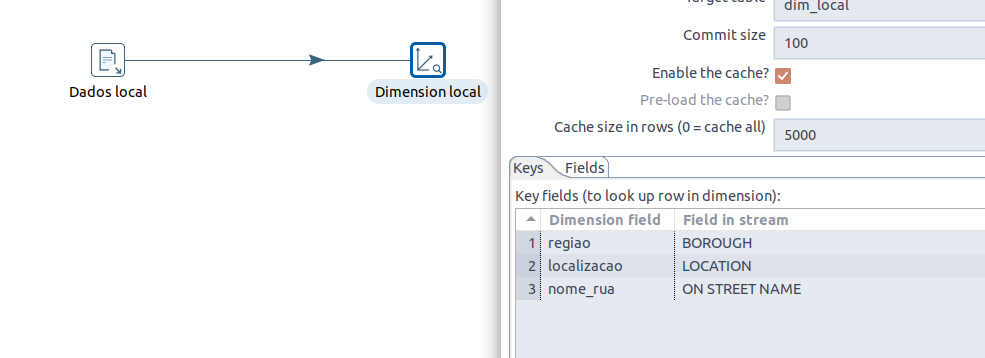 Dados local
Dimension local
Target table
dim_local
Commit size
100
Enable the cache?
Pre-load the cache?
Cache size in rows (0 = cache all)
5000
Keys
Fields
Key fields (to look up row in dimension):
Dimension field Field in stream
1 regiao BOROUGH
2 localizacao LOCATION
3 nome_rua ON STREET NAME